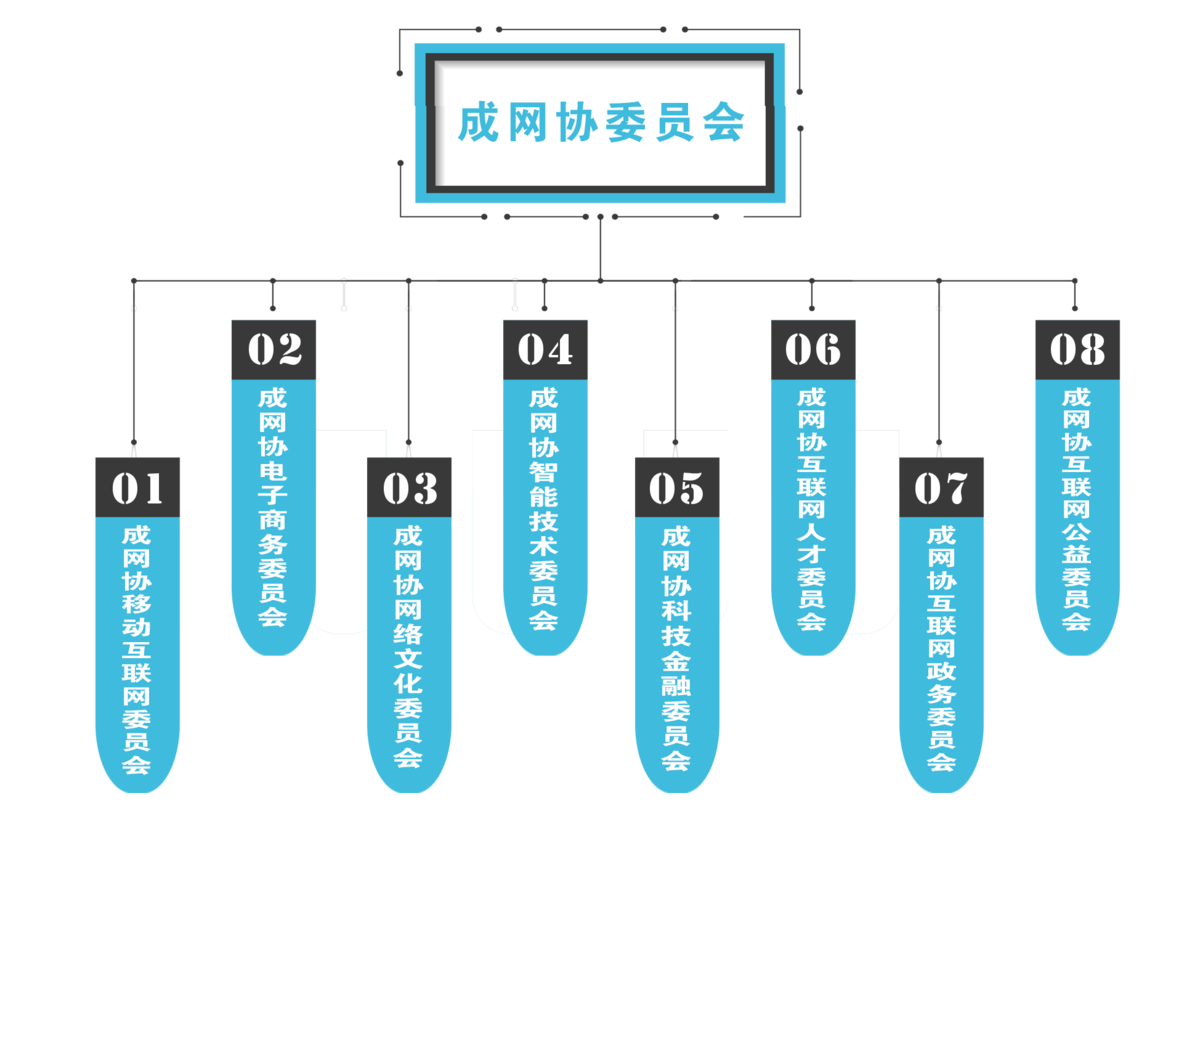 成网协委员会
01
成网协移动互联网委员会
02
成网协电子商务委员会
03
成网协网络文化委员会
04
成网协智能技术委员会
05
成网协科技金融委员会
06
成网协互联网人才委员会
07
成网协互联网政务委员会
08
成网协互联网公益委员会